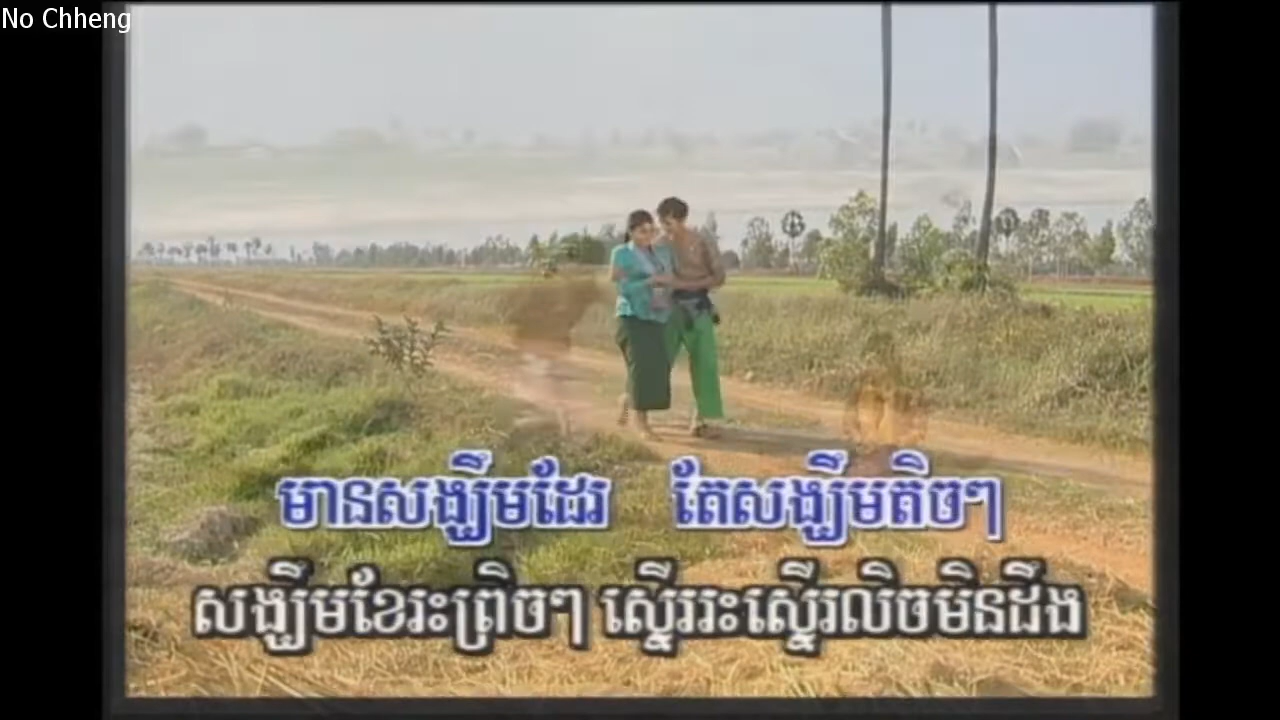 No Chheng
មានសង្ឃឹមដែរ តែសង្ឃឹមតិចៗ
សង្ឃឹមខែរះព្រិចៗ ស្ទើររះស្ទើរលិចមិនដឹង